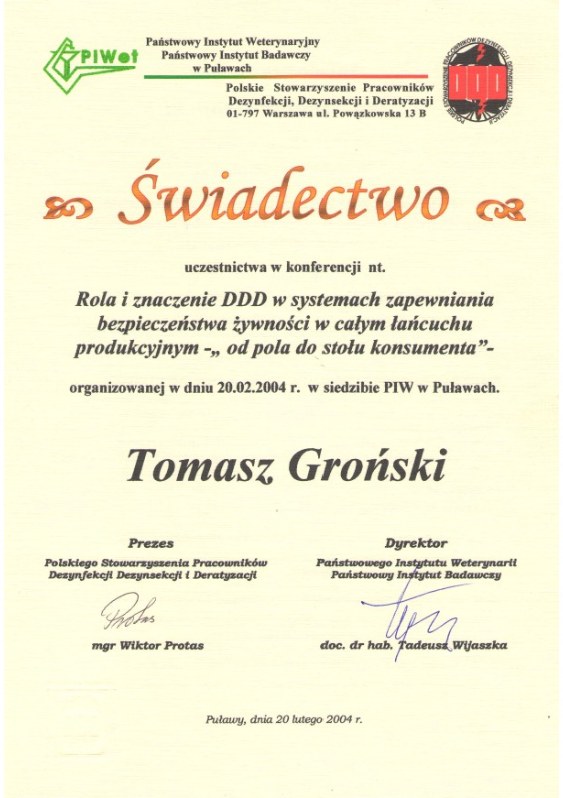 PIWet
Państwowy Instytut Weterynaryjny
Państwowy Instytut Badawczy
w Puławach
Polskie Stowarzyszenie Pracowników
Dezynfekcji, Dezynsekcji i Deratyzacji
01-797 Warszawa ul. Powązkowska 13 B
DDD
Świadectwo
uczestnictwa w konferencji nt.
Rola i znaczenie DDD w systemach zapewniania
bezpieczeństwa żywności w całym łańcuchu
produkcyjnym -„ od pola do stołu konsumenta”-
organizowanej w dniu 20.02.2004 r. w siedzibie PIW w Puławach.
Tomasz Groński
Prezes
Polskiego Stowarzyszenia Pracowników
Dezynfekcji Dezynsekcji i Deratyzacji
Protas
mgr Wiktor Protas
Dyrektor
Państwowego Instytutu Weterynarii
Państwowy Instytut Badawczy
doc. dr hab. Tadeusz Wijaszka
Puławy, dnia 20 lutego 2004 r.